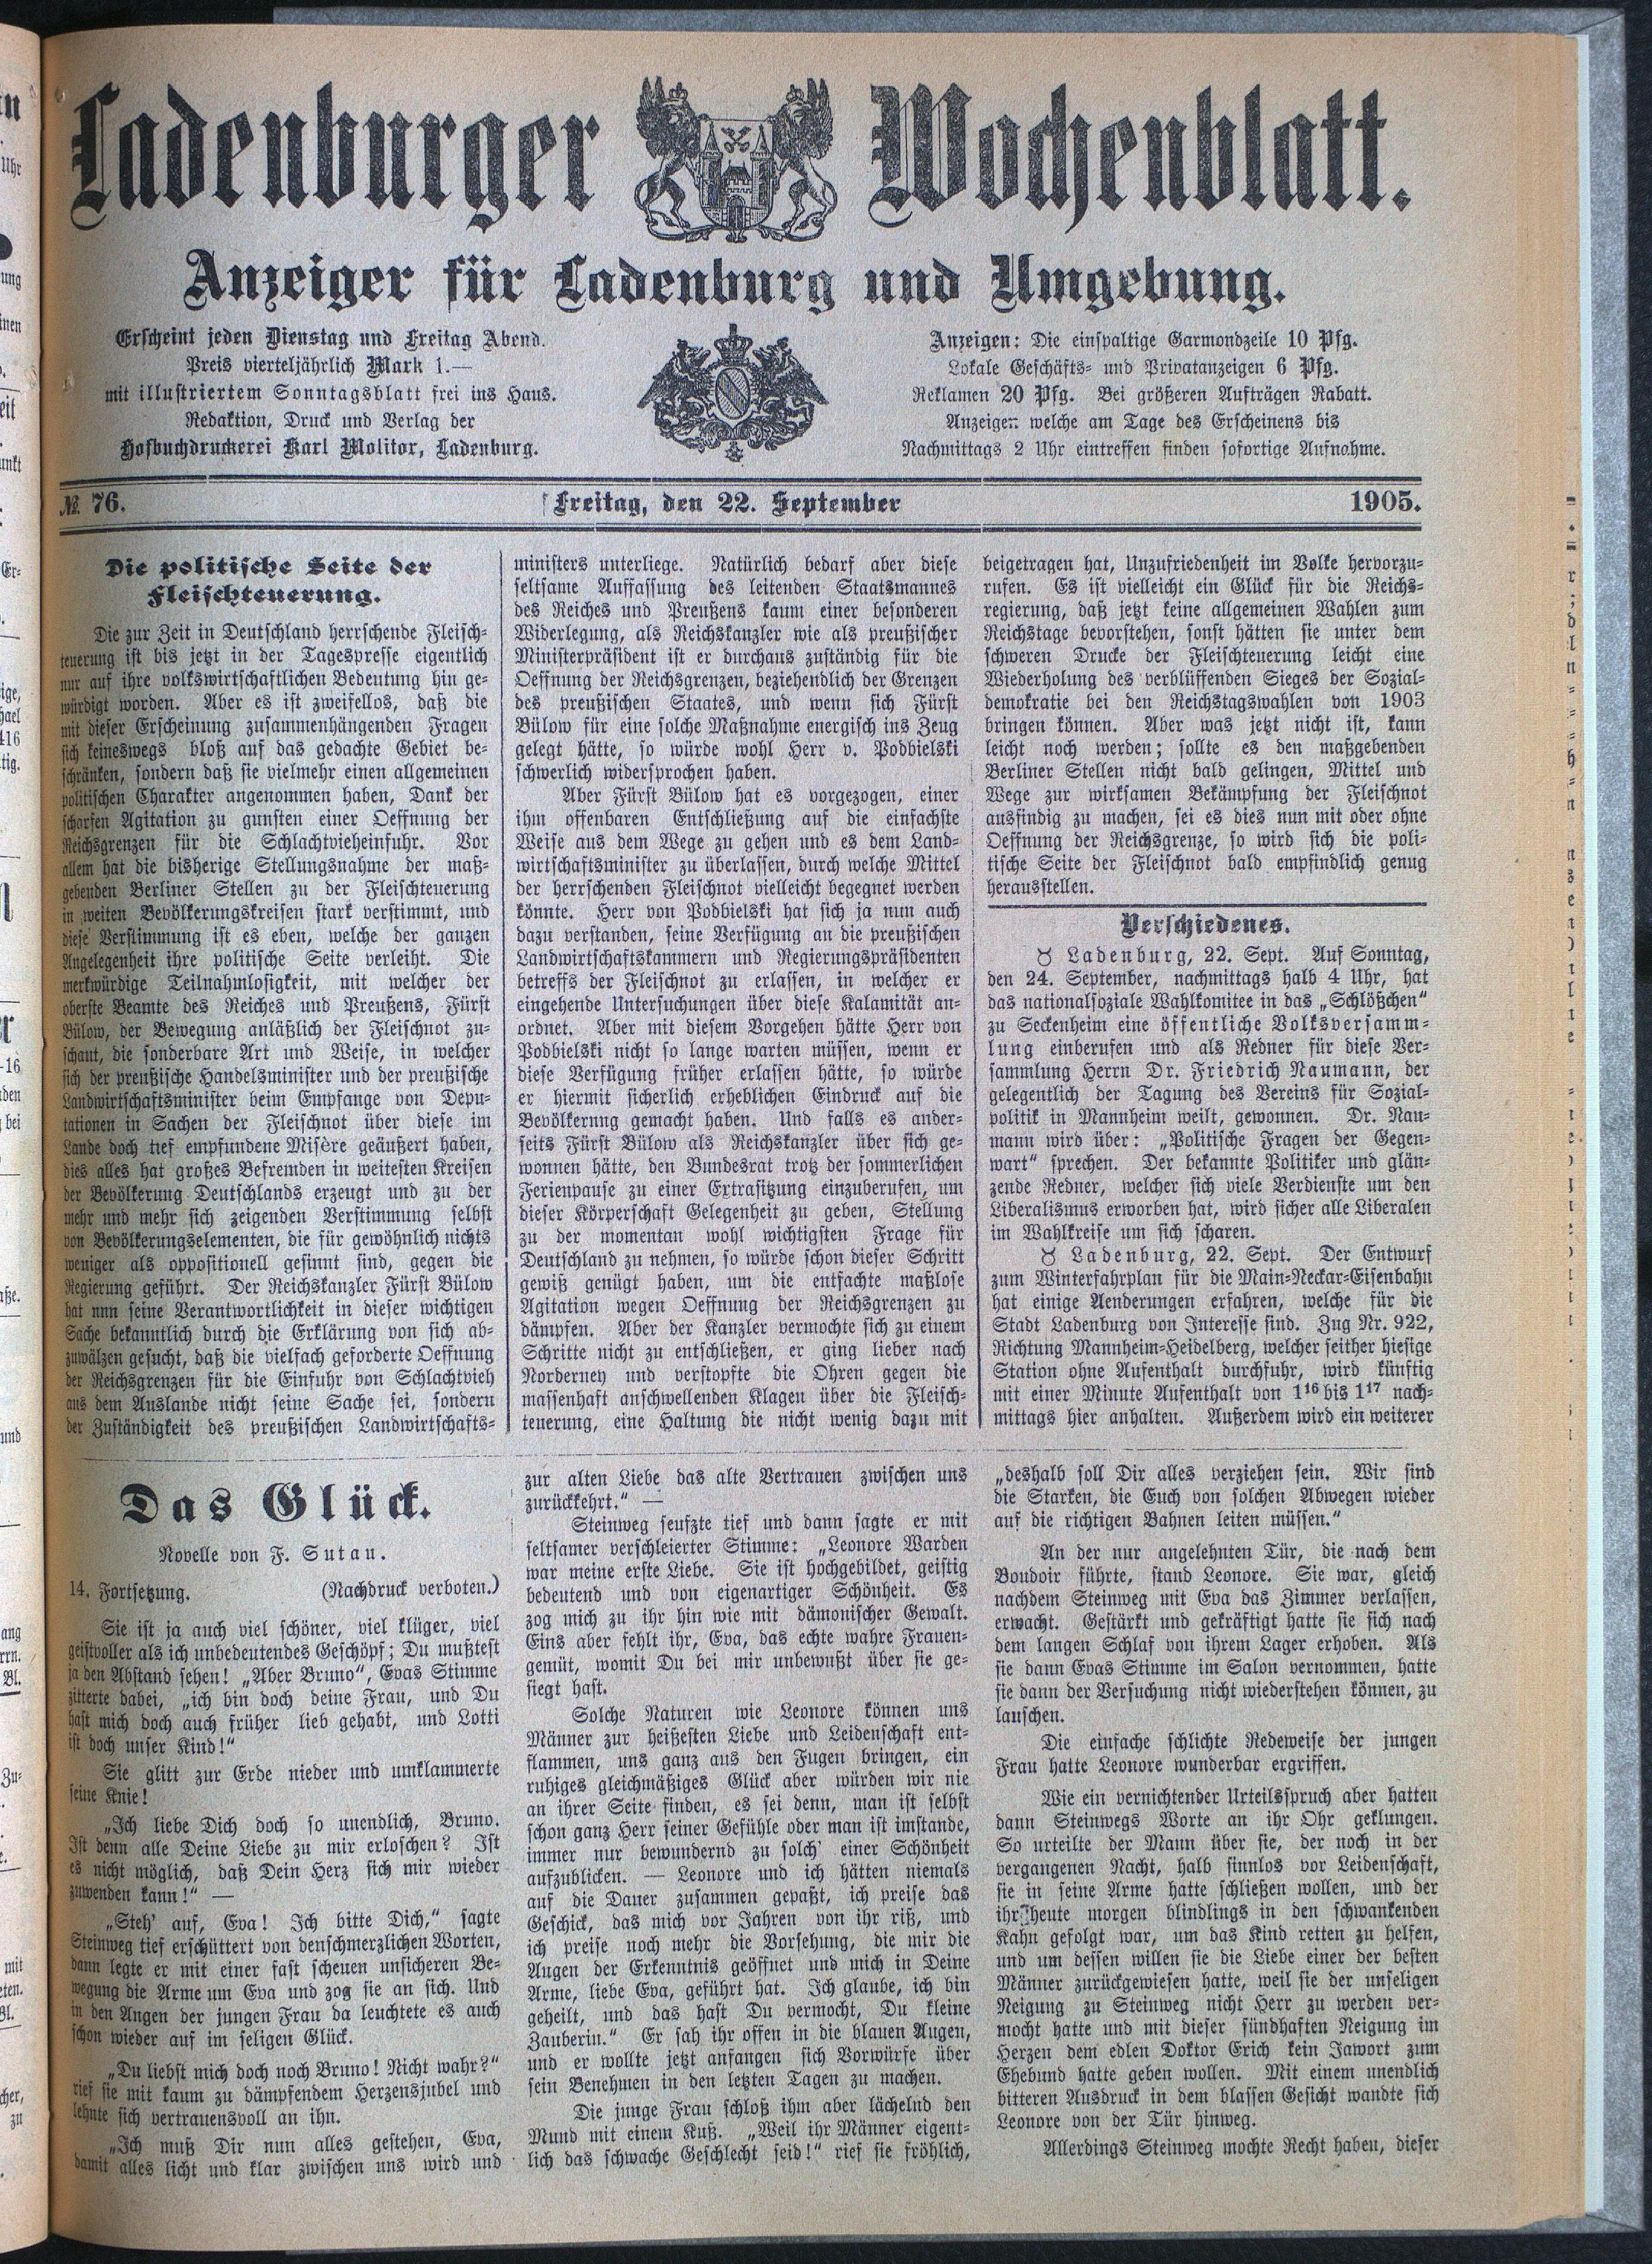 Ladenburger Wochenblatt.
Anzeiger für Ladenburg und Umgebung.
Erscheint jeden Dienstag und Freitag Abend.
Preis vierteljährlich Mark 1.—
mit illustriertem Sonntagsblatt frei ins Haus.
Redaktion, Druck und Verlag der
Hofbuchdruckerei Karl Molitor, Ladenburg.
Anzeigen: Die einspaltige Garmondzeile 10 Pfg.
Lokale Geschäfts- und Privatanzeigen 6 Pfg.
Reklamen 20 Pfg. Bei größeren Aufträgen Rabatt.
Anzeigen welche am Tage des Erscheinens bis
Nachmittags 2 Uhr eintreffen finden sofortige Aufnahme.
№ 76. Freitag, den 22. September 1905.
Die politische Seite der
Fleischteuerung.
Die zur Zeit in Deutschland herrschende Fleisch-
teuerung ist bis jetzt in der Tagespresse eigentlich
nur auf ihre volkswirtschaftlichen Bedeutung hin ge-
würdigt worden. Aber es ist zweifellos, daß die
mit dieser Erscheinung zusammenhängenden Fragen
sich keineswegs bloß auf das gedachte Gebiet be-
schränken, sondern daß sie vielmehr einen allgemeinen
politischen Charakter angenommen haben, Dank der
scharfen Agitation zu gunsten einer Oeffnung der
Reichsgrenzen für die Schlachtvieheinfuhr. Vor
allem hat die bisherige Stellungsnahme der maß-
gebenden Berliner Stellen zu der Fleischteuerung
in weiten Bevölkerungskreisen stark verstimmt, und
diese Verstimmung ist es eben, welche der ganzen
Angelegenheit ihre politische Seite verleiht. Die
merkwürdige Teilnahmlosigkeit, mit welcher der
oberste Beamte des Reiches und Preußens, Fürst
Bülow, der Bewegung anläßlich der Fleischnot zu-
schaut, die sonderbare Art und Weise, in welcher
sich der preußische Handelsminister und der preußische
Landwirtschaftsminister beim Empfange von Depu-
tationen in Sachen der Fleischnot über diese im
Lande doch tief empfundene Misère geäußert haben,
dies alles hat großes Befremden in weitesten Kreisen
der Bevölkerung Deutschlands erzeugt und zu der
mehr und mehr sich zeigenden Verstimmung selbst
von Bevölkerungselementen, die für gewöhnlich nichts
weniger als oppositionell gesinnt sind, gegen die
Regierung geführt. Der Reichskanzler Fürst Bülow
hat nnn seine Verantwortlichkeit in dieser wichtigen
Sache bekanntlich durch die Erklärung von sich ab-
zuwälzen gesucht, daß die vielfach geforderte Oeffnung
der Reichsgrenzen für die Einfuhr von Schlachtvieh
aus dem Auslande nicht seine Sache sei, sondern
der Zuständigkeit des preußischen Landwirtschafts-
ministers unterliege. Natürlich bedarf aber diese
seltsame Auffassung des leitenden Staatsmannes
des Reiches und Preußens kaum einer besonderen
Widerlegung, als Reichskanzler wie als preußischer
Ministerpräsident ist er durchaus zuständig für die
Oeffnung der Reichsgrenzen, beziehendlich der Grenzen
des preußischen Staates, und wenn sich Fürst
Bülow für eine solche Maßnahme energisch ins Zeug
gelegt hätte, so würde wohl Herr v. Podbielski
schwerlich widersprochen haben.
Aber Fürst Bülow hat es vorgezogen, einer
ihm offenbaren Entschließung auf die einfachste
Weise aus dem Wege zu gehen und es dem Land-
wirtschaftsminister zu überlassen, durch welche Mittel
der herrschenden Fleischnot vielleicht begegnet werden
könnte. Herr von Podbielski hat sich ja nun auch
dazu verstanden, seine Verfügung an die preußischen
Landwirtschaftskammern und Regierungspräsidenten
betreffs der Fleischnot zu erlassen, in welcher er
eingehende Untersuchungen über diese Kalamität an-
ordnet. Aber mit diesem Vorgehen hätte Herr von
Podbielski nicht so lange warten müssen, wenn er
diese Verfügung früher erlassen hätte, so würde
er hiermit sicherlich erheblichen Eindruck auf die
Bevölkerung gemacht haben. Und falls es ander-
seits Fürst Bülow als Reichskanzler über sich ge-
wonnen hätte, den Bundesrat trotz der sommerlichen
Ferienpause zu einer Extrasitzung einzuberufen, um
dieser Körperschaft Gelegenheit zu geben, Stellung
zu der momentan wohl wichtigsten Frage für
Deutschland zu nehmen, so würde schon dieser Schritt
gewiß genügt haben, um die entfachte maßlose
Agitation wegen Oeffnung der Reichsgrenzen zu
dämpfen. Aber der Kanzler vermochte sich zu einem
Schritte nicht zu entschließen, er ging lieber nach
Norderney und verstopfte die Ohren gegen die
massenhaft anschwellenden Klagen über die Fleisch-
teuerung, eine Haltung die nicht wenig dazu mit
beigetragen hat, Unzufriedenheit im Volke hervorzu-
rufen. Es ist vielleicht ein Glück für die Reichs-
regierung, daß jetzt keine allgemeinen Wahlen zum
Reichstage bevorstehen, sonst hätten sie unter dem
schweren Drucke der Fleischteuerung leicht eine
Wiederholung des verblüffenden Sieges der Sozial-
demokratie bei den Reichstagswahlen von 1903
bringen können. Aber was jetzt nicht ist, kann
leicht noch werden; sollte es den maßgebenden
Berliner Stellen nicht bald gelingen, Mittel und
Wege zur wirksamen Bekämpfung der Fleischnot
ausfindig zu machen, sei es dies nun mit oder ohne
Oeffnung der Reichsgrenze, so wird sich die poli-
tische Seite der Fleischnot bald empfindlich genug
herausstellen.
Verschiedenes.
♉ Ladenburg, 22. Sept. Auf Sonntag,
den 24. September, nachmittags halb 4 Uhr, hat
das nationalsoziale Wahlkomitee in das „Schlößchen“
zu Seckenheim eine öffentliche Volksversamm-
lung einberufen und als Redner für diese Ver-
sammlung Herrn Dr. Friedrich Naumann, der
gelegentlich der Tagung des Vereins für Sozial-
politik in Mannheim weilt, gewonnen. Dr. Nau-
mann wird über: „Politische Fragen der Gegen-
wart“ sprechen. Der bekannte Politiker und glän-
zende Redner, welcher sich viele Verdienste um den
Liberalismus erworben hat, wird sicher alle Liberalen
im Wahlkreise um sich scharen.
♉ Ladenburg, 22. Sept. Der Entwurf
zum Winterfahrplan für die Main-Neckar-Eisenbahn
hat einige Aenderungen erfahren, welche für die
Stadt Ladenburg von Interesse sind. Zug Nr. 922,
Richtung Mannheim-Heidelberg, welcher seither hiesige
Station ohne Aufenthalt durchfuhr, wird künftig
mit einer Minute Aufenthalt von 1¹⁶ bis 1¹⁷ nach-
mittags hier anhalten. Außerdem wird ein weiterer
Das Glück.
Novelle von F. Sutau.
14. Fortsetzung. (Nachdruck verboten.)
Sie ist ja auch viel schöner, viel klüger, viel
geistvoller als ich unbedeutendes Geschöpf; Du mußtest
ja den Abstand sehen! „Aber Bruno“, Evas Stimme
zitterte dabei, „ich bin doch deine Frau, und Du
hast mich doch auch früher lieb gehabt, und Lotti
ist doch unser Kind!“
Sie glitt zur Erde nieder und umklammerte
seine Knie!
„Ich liebe Dich doch so unendlich, Bruno.
Ist denn alle Deine Liebe zu mir erloschen? Ist
es nicht möglich, daß Dein Herz sich mir wieder
zuwenden kann!“ —
„Steh' auf, Eva! Ich bitte Dich,“ sagte
Steinweg tief erschüttert von denschmerzlichen Worten,
dann legte er mit einer fast scheuen unsicheren Be-
wegung die Arme um Eva und zog sie an sich. Und
in den Augen der jungen Frau da leuchtete es auch
schon wieder auf im seligen Glück.
„Du liebst mich doch noch Bruno! Nicht wahr?“
rief sie mit kaum zu dämpfendem Herzensjubel und
lehnte sich vertrauensvoll an ihn.
„Ich muß Dir nun alles gestehen, Eva,
damit alles licht und klar zwischen uns wird und
zur alten Liebe das alte Vertrauen zwischen uns
zurückkehrt.“ —
Steinweg seufzte tief und dann sagte er mit
seltsamer verschleierter Stimme: „Leonore Warden
war meine erste Liebe. Sie ist hochgebildet, geistig
bedeutend und von eigenartiger Schönheit. Es
zog mich zu ihr hin wie mit dämonischer Gewalt.
Eins aber fehlt ihr, Eva, das echte wahre Frauen-
gemüt, womit Du bei mir unbewußt über sie ge-
siegt hast.
Solche Naturen wie Leonore können uns
Männer zur heißesten Liebe und Leidenschaft ent-
flammen, uns ganz aus den Fugen bringen, ein
ruhiges gleichmäßiges Glück aber würden wir nie
an ihrer Seite finden, es sei denn, man ist selbst
schon ganz Herr seiner Gefühle oder man ist imstande,
immer nur bewundernd zu solch' einer Schönheit
aufzublicken. — Leonore und ich hätten niemals
auf die Dauer zusammen gepaßt, ich preise das
Geschick, das mich vor Jahren von ihr riß, und
ich preise noch mehr die Vorsehung, die mir die
Augen der Erkenntnis geöffnet und mich in Deine
Arme, liebe Eva, geführt hat. Ich glaube, ich bin
geheilt, und das hast Du vermocht, Du kleine
Zauberin.“ Er sah ihr offen in die blauen Augen,
und er wollte jetzt anfangen sich Vorwürfe über
sein Benehmen in den letzten Tagen zu machen.
Die junge Frau schloß ihm aber lächelnd den
Mund mit einem Kuß. „Weil ihr Männer eigent-
lich das schwache Geschlecht seid!“ rief sie fröhlich,
„deshalb soll Dir alles verziehen sein. Wir sind
die Starken, die Euch von solchen Abwegen wieder
auf die richtigen Bahnen leiten müssen.“
An der nur angelehnten Tür, die nach dem
Boudoir führte, stand Leonore. Sie war, gleich
nachdem Steinweg mit Eva das Zimmer verlassen,
erwacht. Gestärkt und gekräftigt hatte sie sich nach
dem langen Schlaf von ihrem Lager erhoben. Als
sie dann Evas Stimme im Salon vernommen, hatte
sie dann der Versuchung nicht wiederstehen können, zu
lauschen.
Die einfache schlichte Redeweise der jungen
Frau hatte Leonore wunderbar ergriffen.
Wie ein vernichtender Urteilsspruch aber hatten
dann Steinwegs Worte an ihr Ohr geklungen.
So urteilte der Mann über sie, der noch in der
vergangenen Nacht, halb sinnlos vor Leidenschaft,
sie in seine Arme hatte schließen wollen, und der
ihr heute morgen blindlings in den schwankenden
Kahn gefolgt war, um das Kind retten zu helfen,
und um dessen willen sie die Liebe einer der besten
Männer zurückgewiesen hatte, weil sie der unseligen
Neigung zu Steinweg nicht Herr zu werden ver-
mocht hatte und mit dieser sündhaften Neigung im
Herzen dem edlen Doktor Erich kein Jawort zum
Ehebund hatte geben wollen. Mit einem unendlich
bitteren Ausdruck in dem blassen Gesicht wandte sich
Leonore von der Tür hinweg.
Allerdings Steinweg mochte Recht haben, dieser